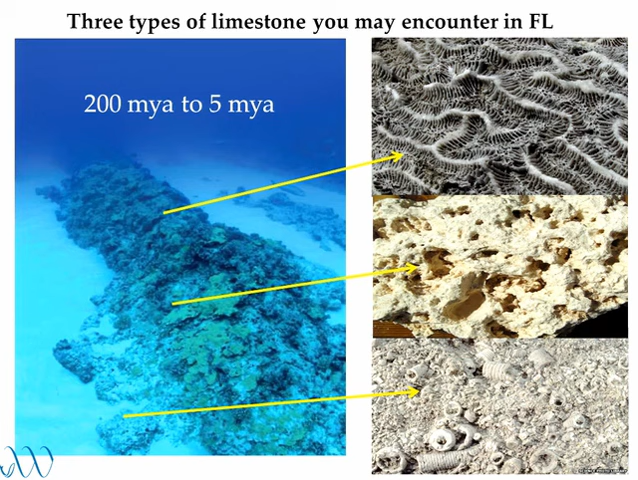 Three types of limestone you may encounter in FL
200 mya to 5 mya